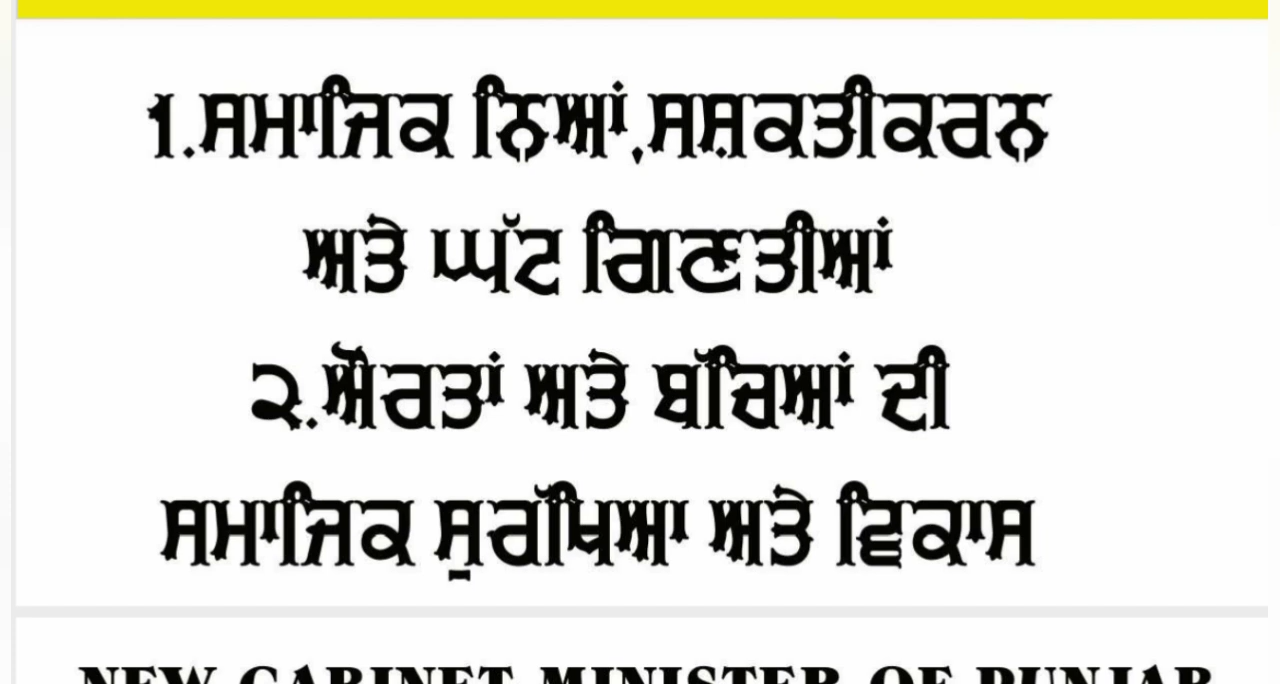 1.ਸਮਾਜਿਕ ਨਿਆਂ,ਸਸ਼ਕਤੀਕਰਨ
ਅਤੇ ਘੱਟ ਗਿਣਤੀਆਂ
੨.ਔਰਤਾਂ ਅਤੇ ਬੱਚਿਆਂ ਦੀ
ਸਮਾਜਿਕ ਸੁਰੱਖਿਆ ਅਤੇ ਵਿਕਾਸ
NEW CABINET MINISTER OF PUNJAB